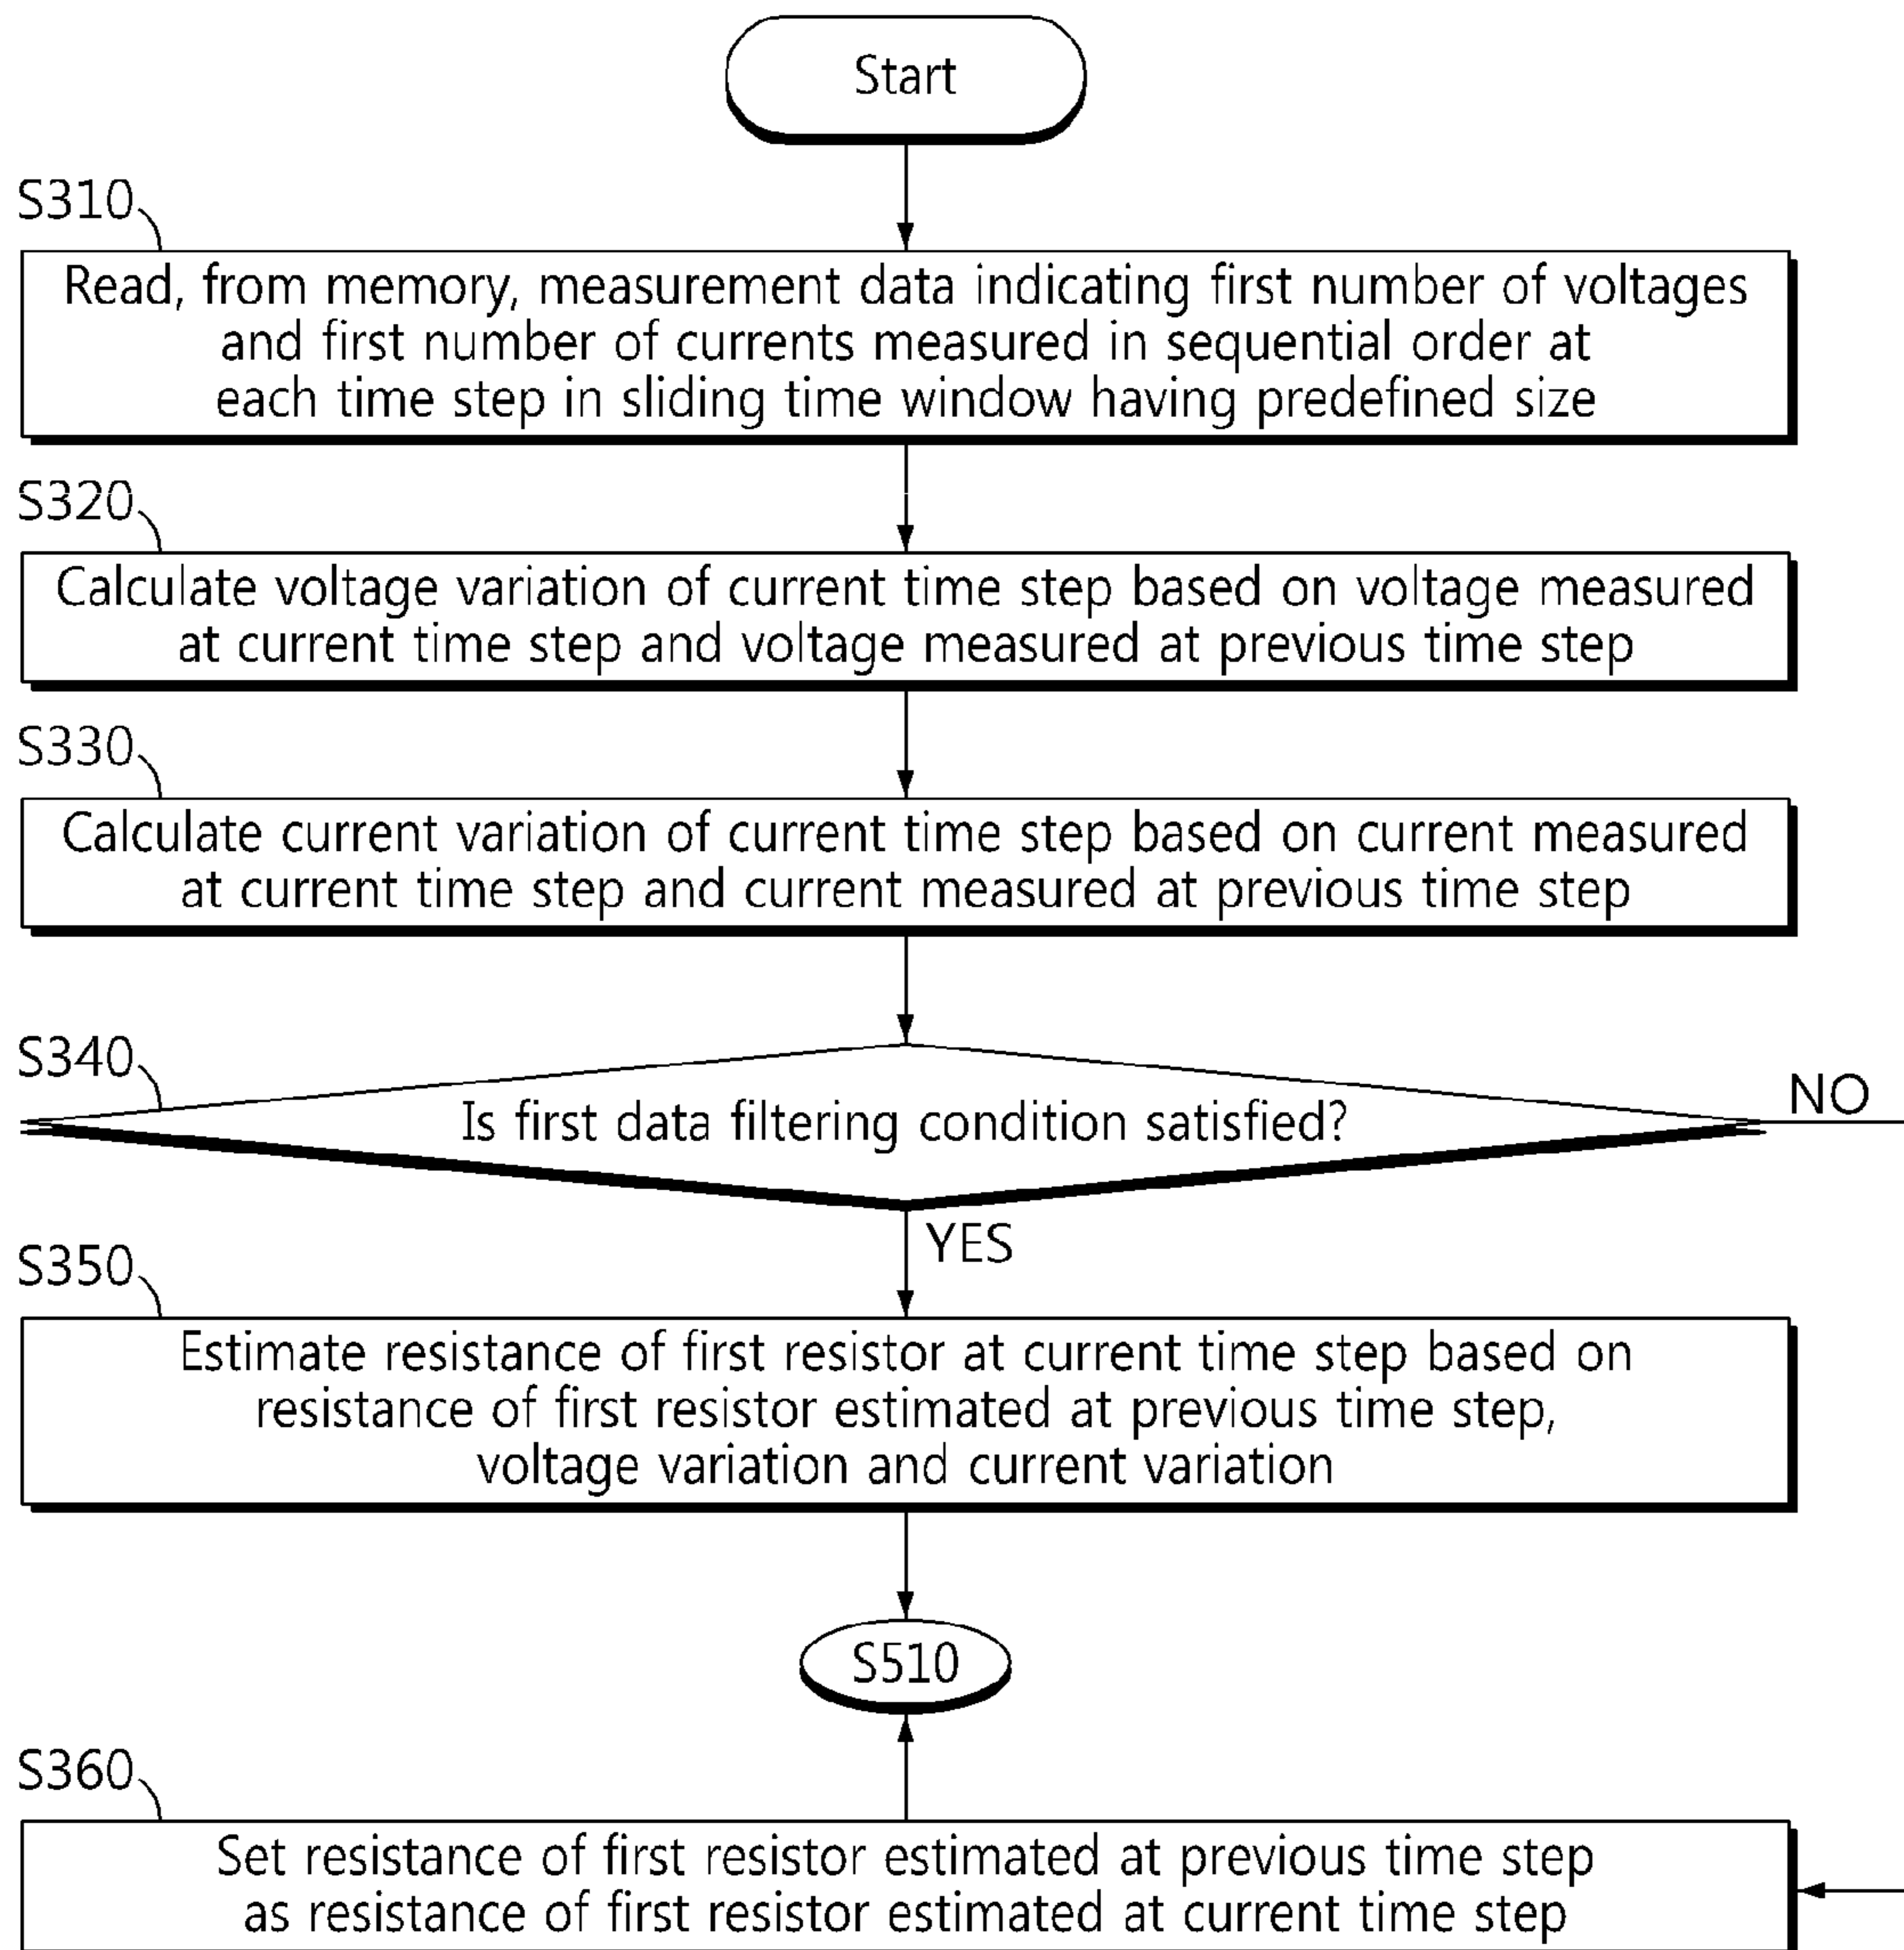 Start
S310
Read, from memory, measurement data indicating first number of voltages
and first number of currents measured in sequential order at
each time step in sliding time window having predefined size
S320
Calculate voltage variation of current time step based on voltage measured
at current time step and voltage measured at previous time step
S330
Calculate current variation of current time step based on current measured
at current time step and current measured at previous time step
S340
Is first data filtering condition satisfied?
NO
YES
S350
Estimate resistance of first resistor at current time step based on
resistance of first resistor estimated at previous time step,
voltage variation and current variation
S510
S360
Set resistance of first resistor estimated at previous time step
as resistance of first resistor estimated at current time step